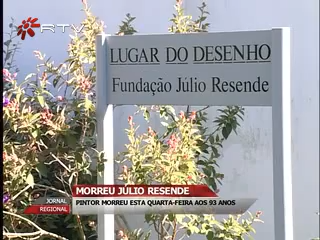 RTV
LUGAR DO DESENHO
Fundação Júlio Resende
MORREU JÚLIO RESENDE
JORNAL
REGIONAL
PINTOR MORREU ESTA QUARTA-FEIRA AOS 93 ANOS